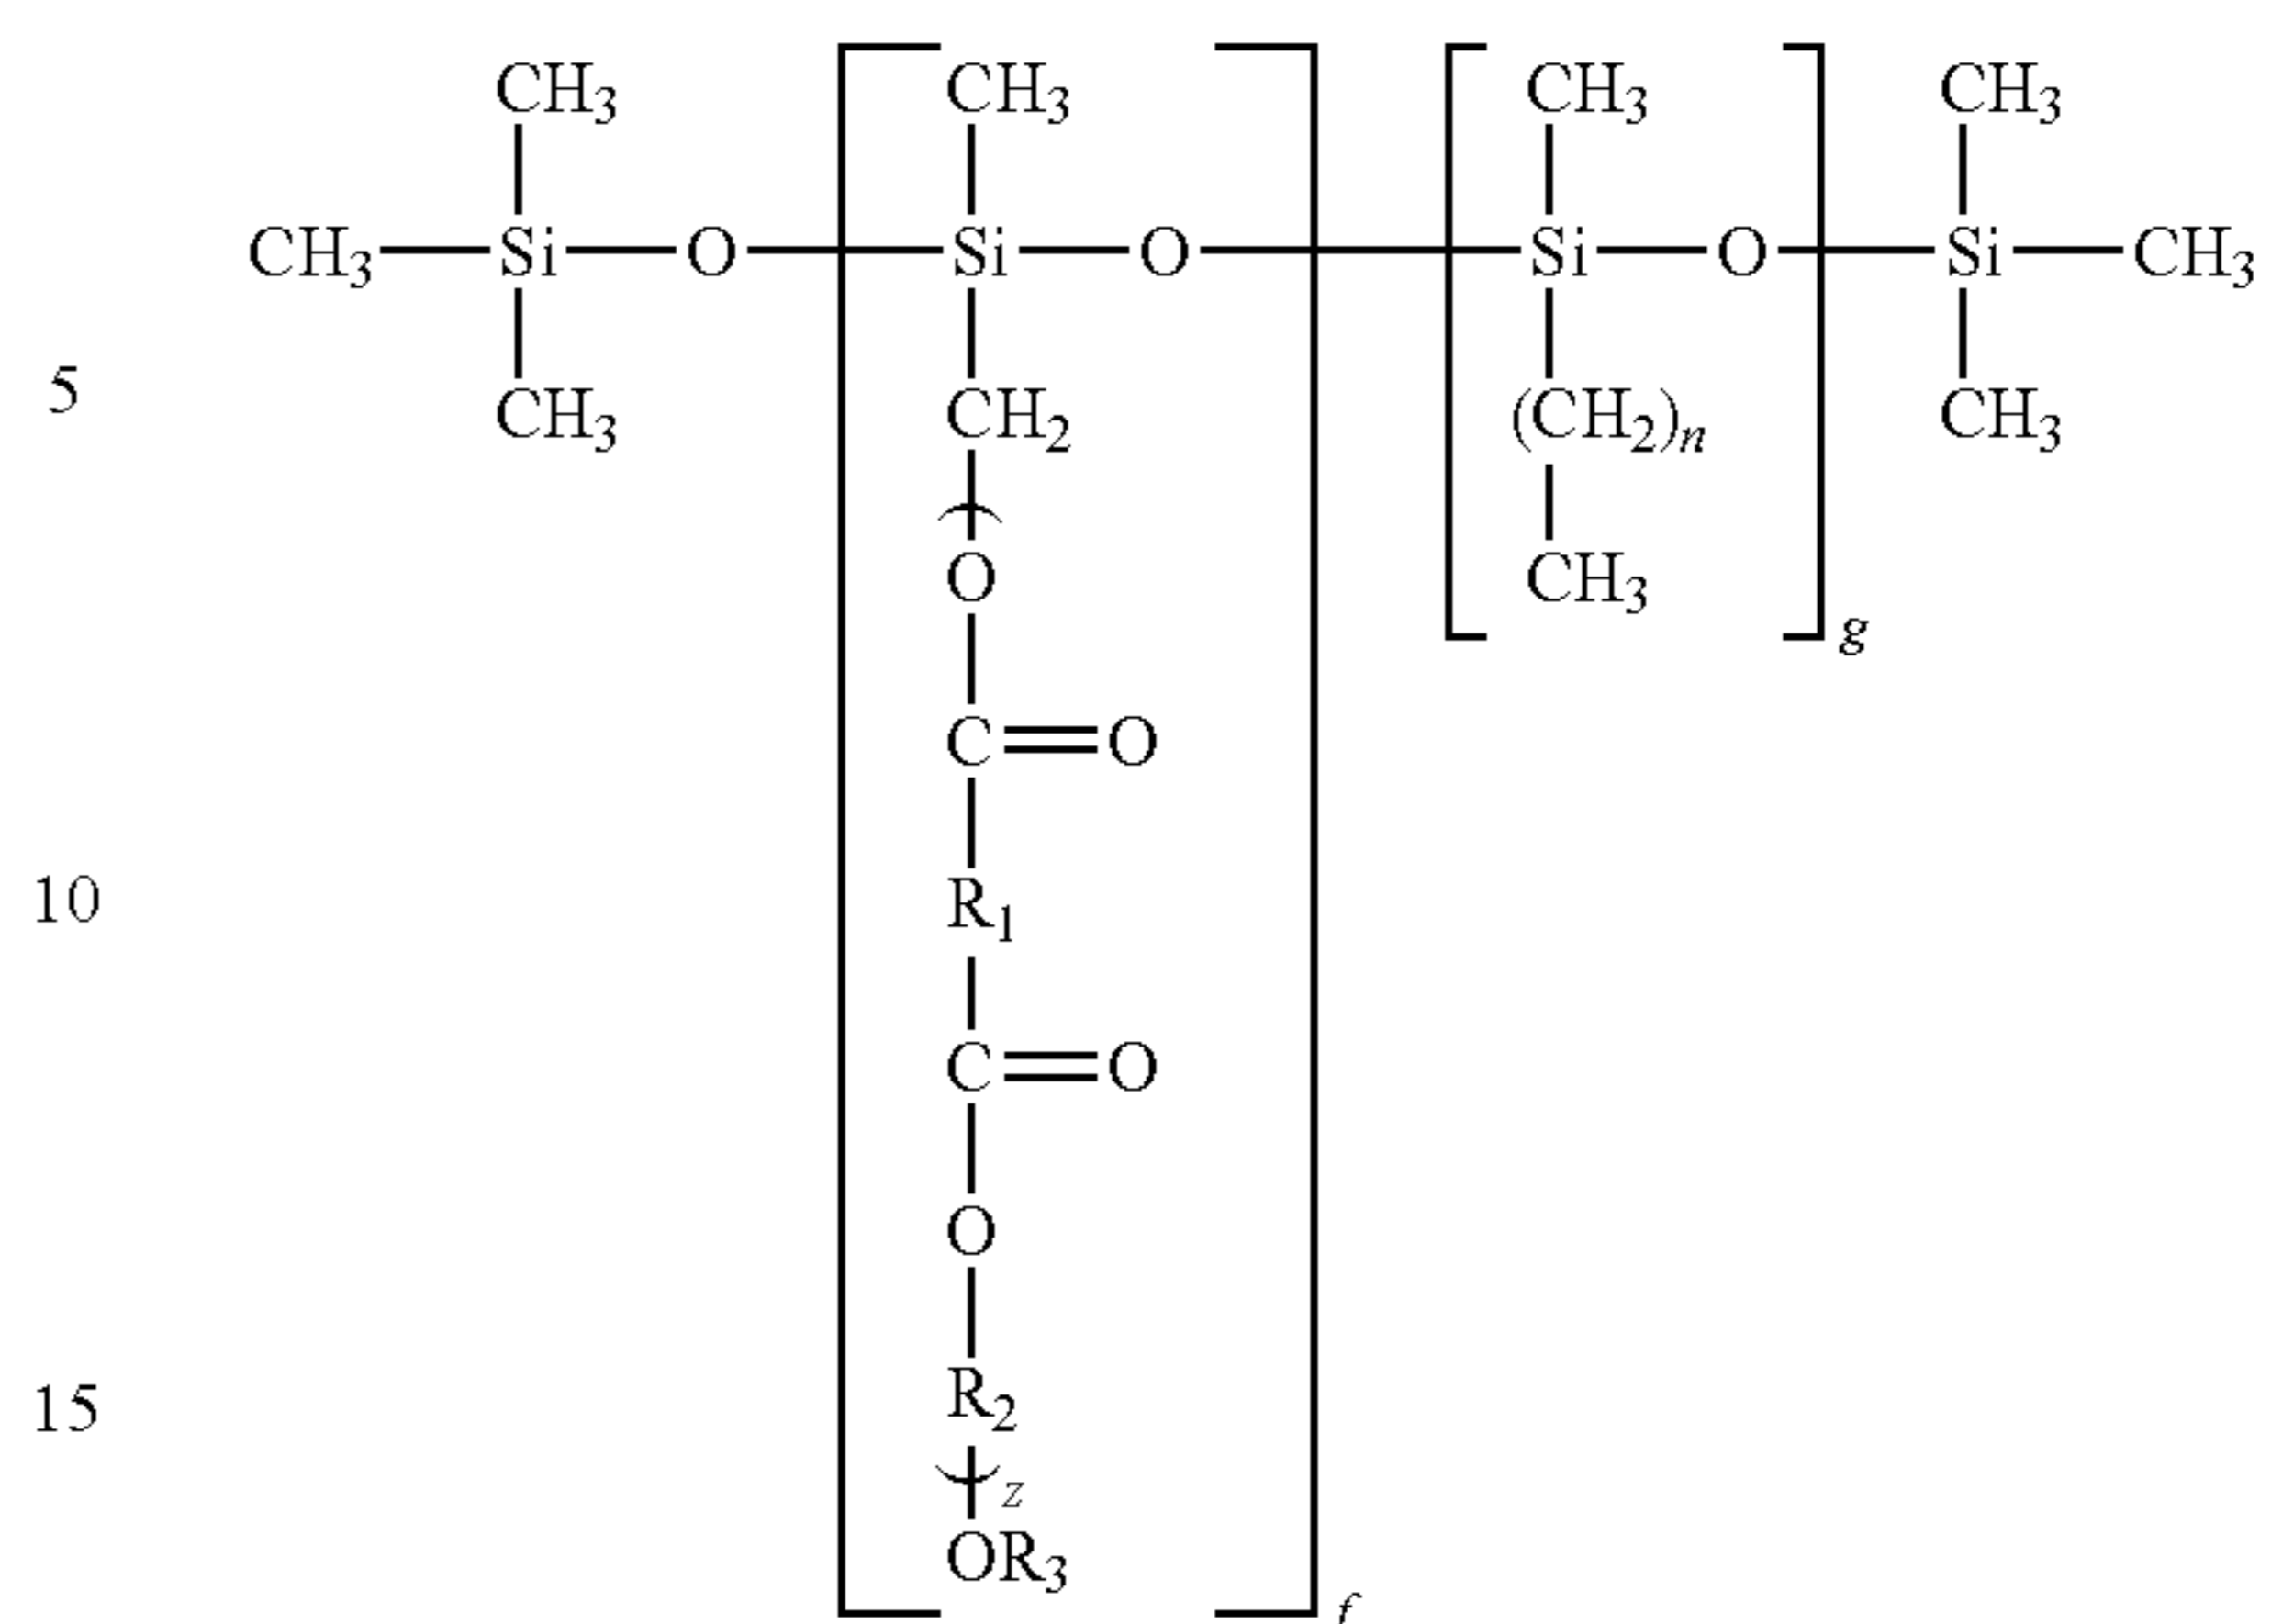 CH3 CH3 CH3 CH3
CH3 Si O Si O Si O Si CH3
5 CH3 CH2 (CH2)n CH3
O CH3
g
C O
10 R1
C O
O
15 R2
z
OR3
f